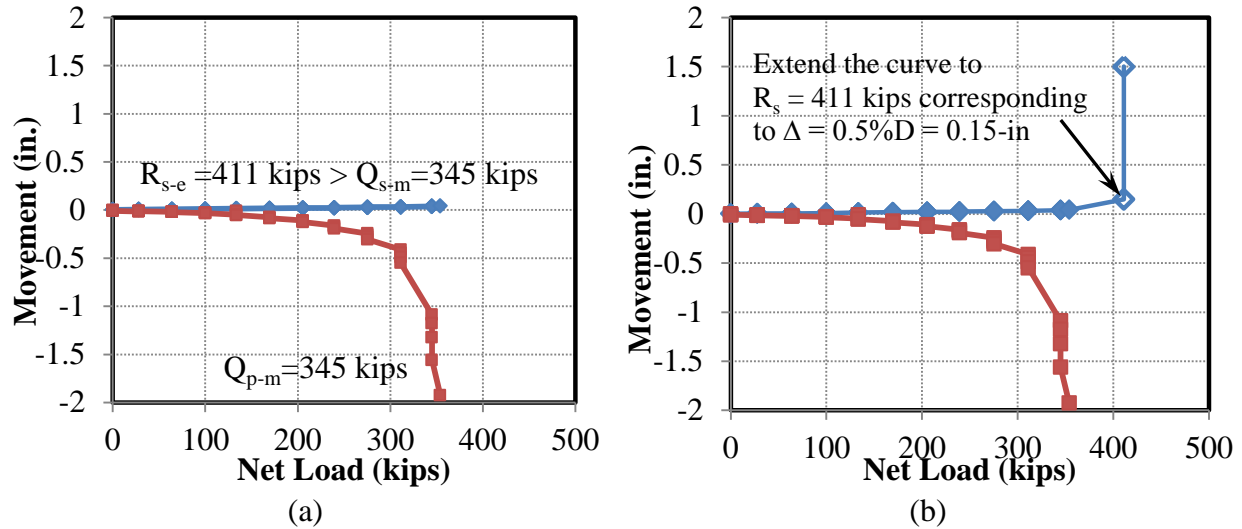 2
1.5
1
0.5
0
-0.5
-1
-1.5
-2
Movement (in.)
R_{s-e} =411 kips > Q_{s-m}=345 kips
Q_{p-m}=345 kips
0 100 200 300 400 500
Net Load (kips)
(a)
2
1.5
1
0.5
0
-0.5
-1
-1.5
-2
Movement (in.)
Extend the curve to
R_s = 411 kips corresponding
to Δ = 0.5%D = 0.15-in
0 100 200 300 400 500
Net Load (kips)
(b)